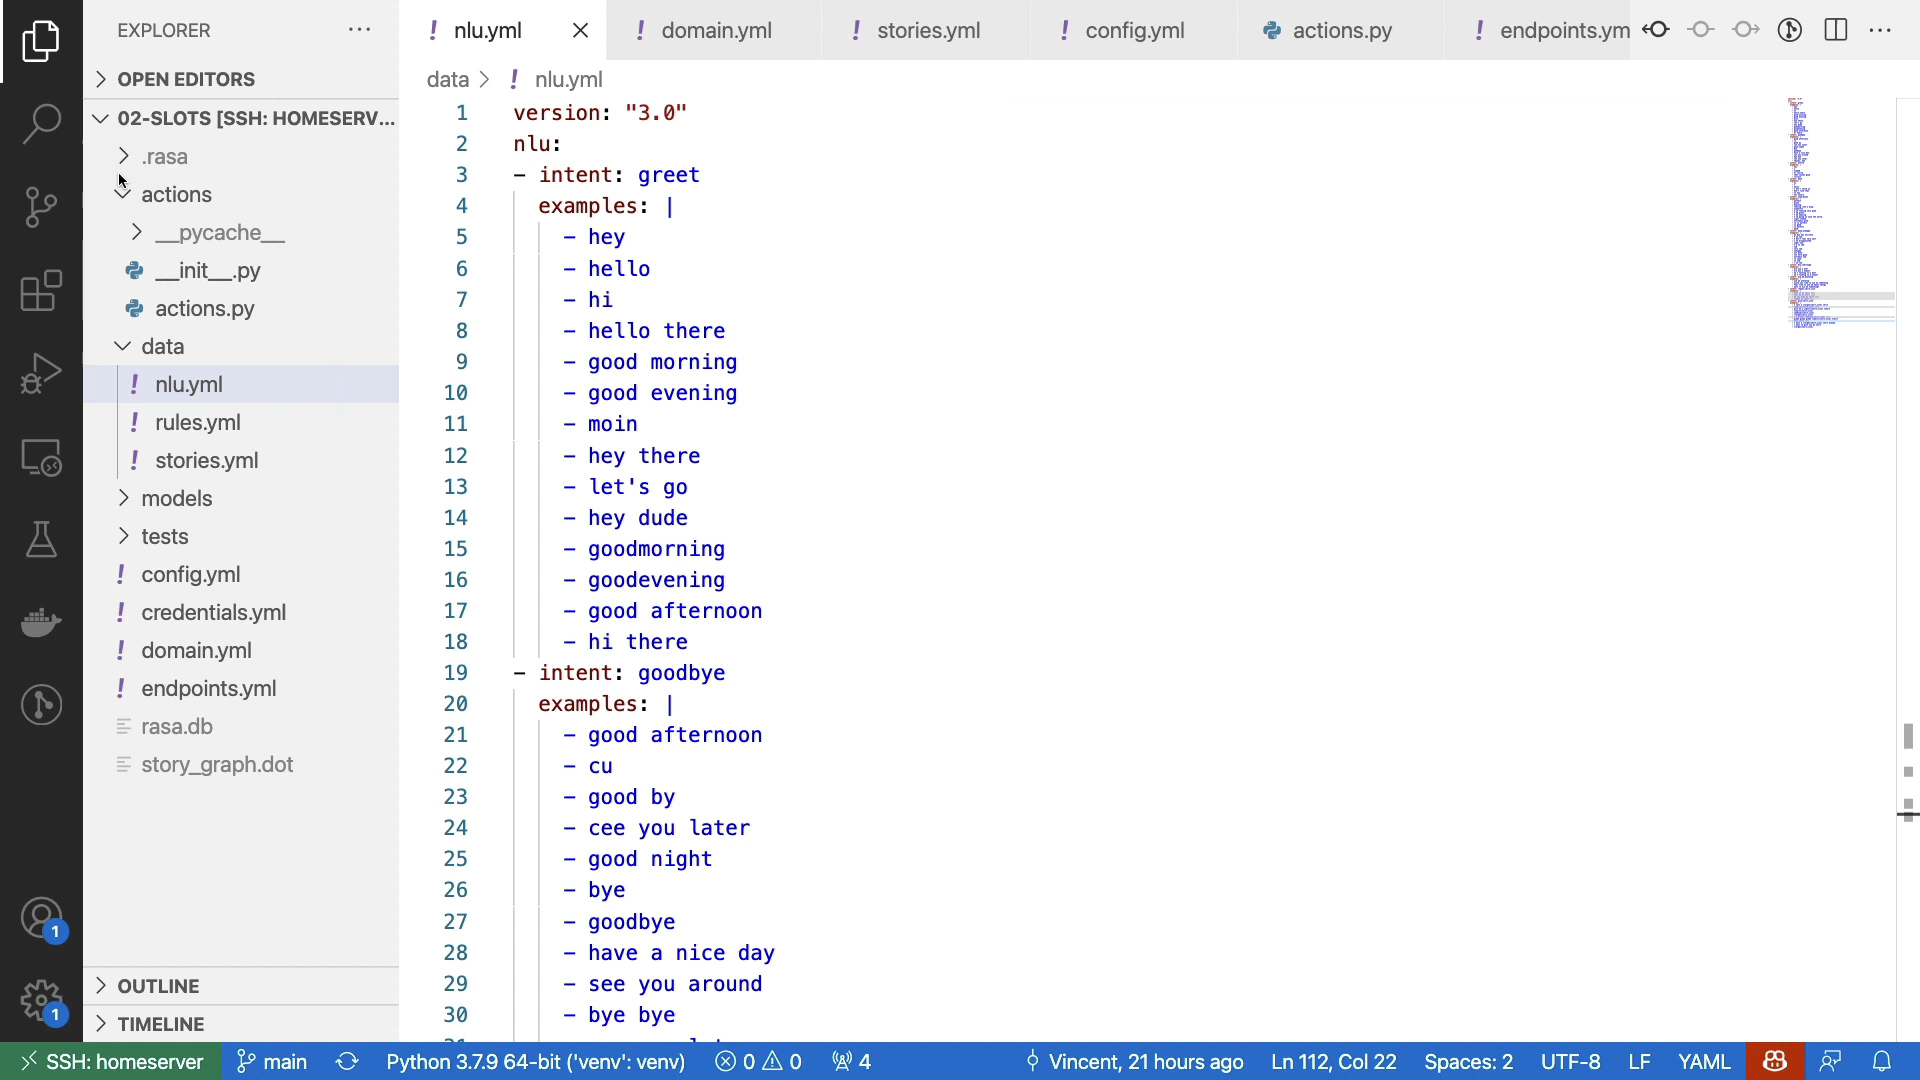 EXPLORER
OPEN EDITORS
02-SLOTS [SSH: HOMESERV...
.rasa
actions
__pycache__
__init__.py
actions.py
data
! nlu.yml
! rules.yml
! stories.yml
models
tests
! config.yml
! credentials.yml
! domain.yml
! endpoints.yml
rasa.db
story_graph.dot
OUTLINE
TIMELINE
1
1
! nlu.yml
! domain.yml
! stories.yml
! config.yml
actions.py
! endpoints.ym
data > ! nlu.yml
1 version: "3.0"
2 nlu:
3 - intent: greet
4 examples: |
5 - hey
6 - hello
7 - hi
8 - hello there
9 - good morning
10 - good evening
11 - moin
12 - hey there
13 - let's go
14 - hey dude
15 - goodmorning
16 - goodevening
17 - good afternoon
18 - hi there
19 - intent: goodbye
20 examples: |
21 - good afternoon
22 - cu
23 - good by
24 - cee you later
25 - good night
26 - bye
27 - goodbye
28 - have a nice day
29 - see you around
30 - bye bye
SSH: homeserver main Python 3.7.9 64-bit ('venv': venv) 0 0 4 Vincent, 21 hours ago Ln 112, Col 22 Spaces: 2 UTF-8 LF YAML